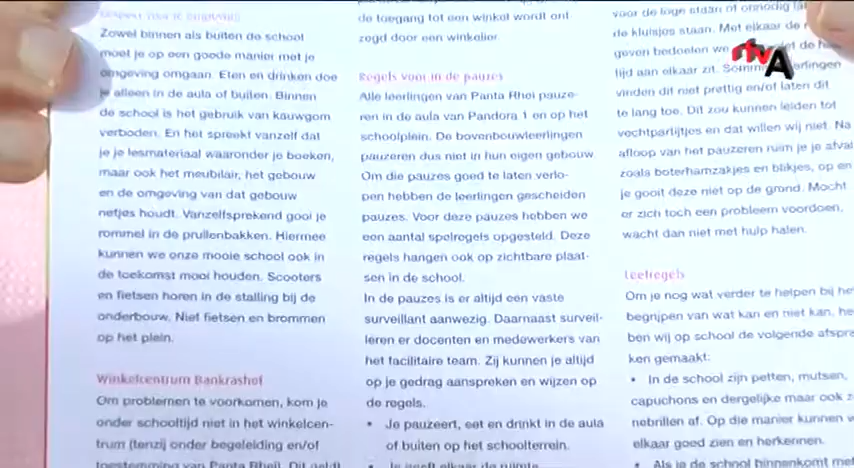 Zowel binnen als buiten de school
moet je op een goede manier met je
omgeving omgaan. Eten en drinken doe
je alleen in de aula of buiten. Binnen
de school is het gebruik van kauwgom
verboden. En het spreekt vanzelf dat
je je lesmateriaal waaronder je boeken,
maar ook het meubilair, het gebouw
en de omgeving van dat gebouw
netjes houdt. Vanzelfsprekend gooi je
rommel in de prullenbakken. Hiermee
kunnen we onze mooie school ook in
de toekomst mooi houden. Scooters
en fietsen horen in de stalling bij de
onderbouw. Niet fietsen en brommen
op het plein.
Winkelcentrum Bankrashof
Om problemen te voorkomen, kom je
onder schooltijd niet in het winkelcen-
trum (tenzij onder begeleiding en/of
toestemming van Panta Rhei). Dit geldt
de toegang tot een winkel wordt ont
zegd door een winkelier.
Regels voor in de pauzes
Alle leerlingen van Panta Rhei pauze-
ren in de aula van Pandora 1 en op het
schoolplein. De bovenbouwleerlingen
pauzeren dus niet in hun eigen gebouw.
Om die pauzes goed te laten verlo-
pen hebben de leerlingen gescheiden
pauzes. Voor deze pauzes hebben we
een aantal spelregels opgesteld. Deze
regels hangen ook op zichtbare plaat-
sen in de school.
In de pauzes is er altijd een vaste
surveillant aanwezig. Daarnaast surveil-
leren er docenten en medewerkers van
het facilitaire team. Zij kunnen je altijd
op je gedrag aanspreken en wijzen op
de regels.
• Je pauzeert, eet en drinkt in de aula
of buiten op het schoolterrein.
• Je geeft elkaar de ruimte
voor de loge staan of onnodig
de kluisjes staan. Met elkaar de
geven bedoelen we de
tijd aan elkaar zit. Sommige leerlingen
vinden dit niet prettig en/of laten dit
te lang toe. Dit zou kunnen leiden tot
vechtpartijtjes en dat willen wij niet. Na
afloop van het pauzeren ruim je je afval
zoals boterhamzakjes en blikjes, op en
je gooit deze niet op de grond. Mocht
er zich toch een probleem voordoen,
wacht dan niet met hulp halen.
Leefregels
Om je nog wat verder te helpen bij he
begrijpen van wat kan en niet kan, he
ben wij op school de volgende afspra
ken gemaakt:
• In de school zijn petten, mutsen,
capuchons en dergelijke maar ook z
nebrillen af. Op die manier kunnen w
elkaar goed zien en herkennen.
• Als je de school binnenkomt met